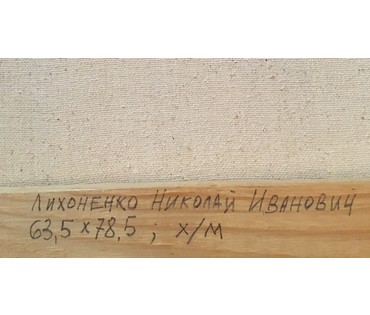 Лихоненко Николай Иванович
63,5 x 78,5 ; х/м